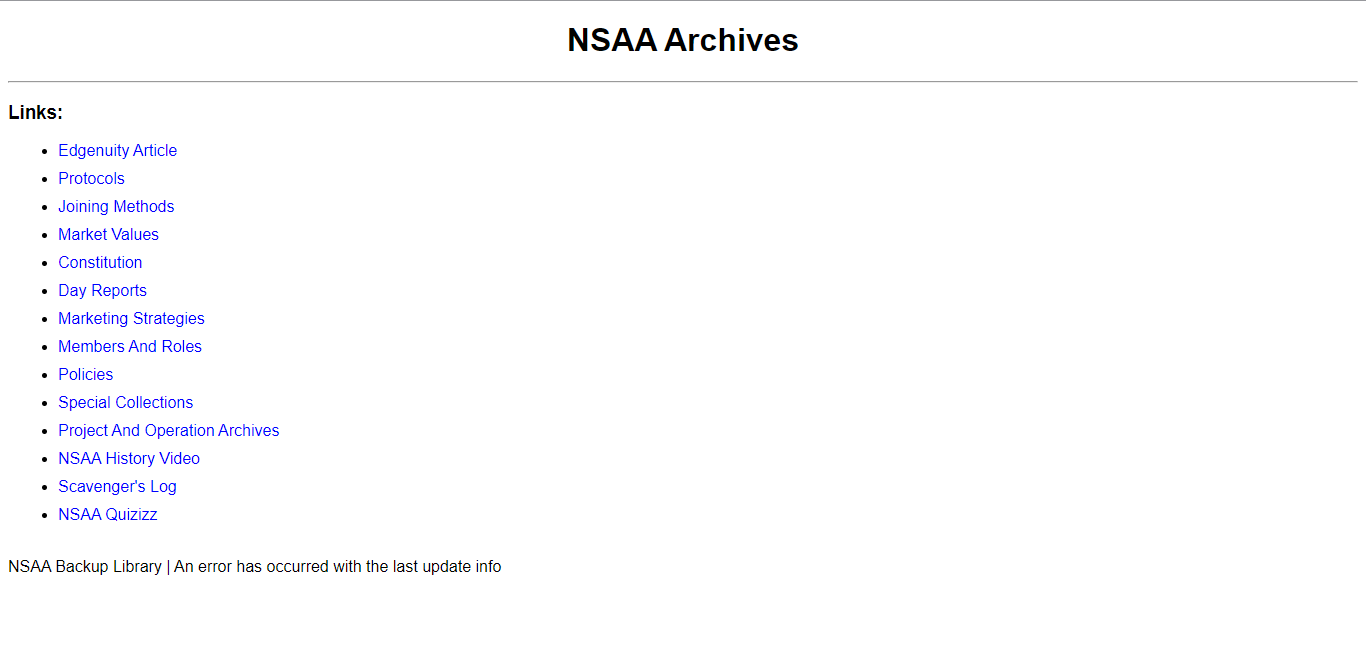 NSAA Archives
Links:
Edgenuity Article
Protocols
Joining Methods
Market Values
Constitution
Day Reports
Marketing Strategies
Members And Roles
Policies
Special Collections
Project And Operation Archives
NSAA History Video
Scavenger's Log
NSAA Quizizz
NSAA Backup Library | An error has occurred with the last update info